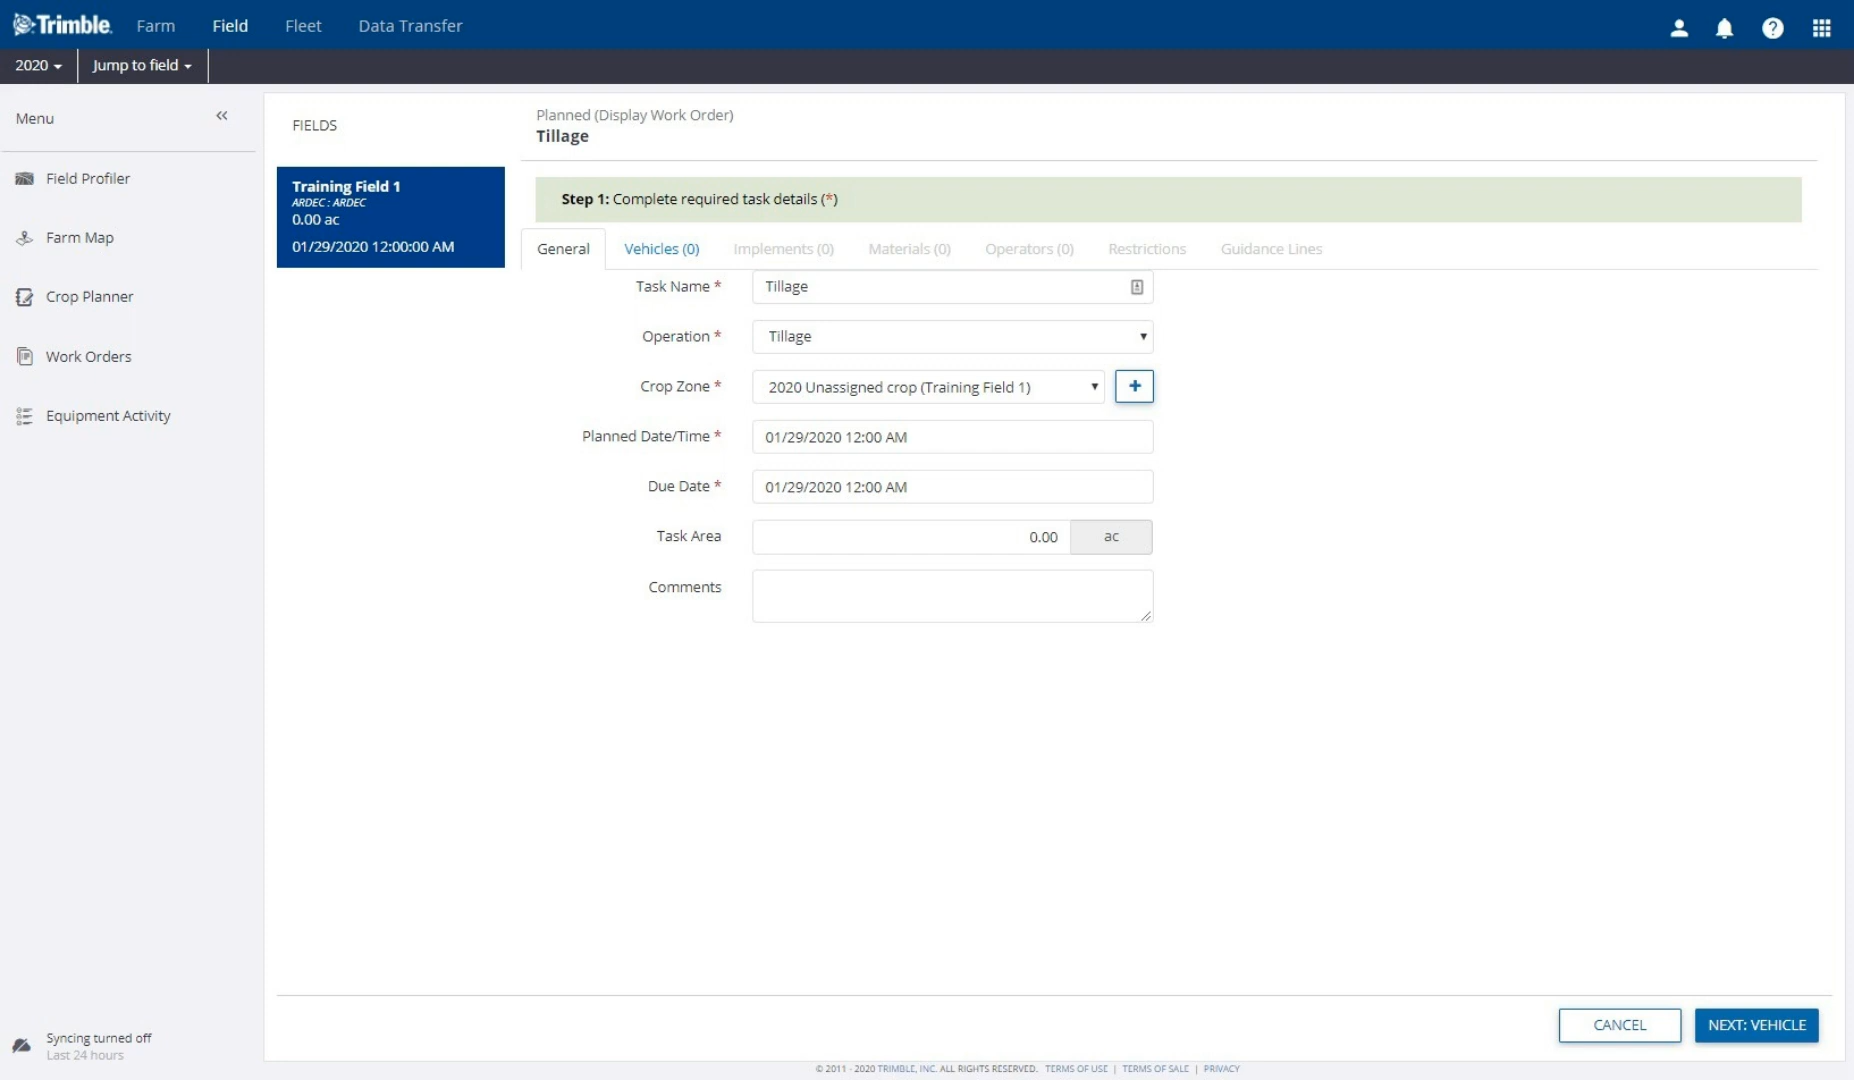 Trimble. Farm Field Fleet Data Transfer
2020 Jump to field
Menu
Field Profiler
Farm Map
Crop Planner
Work Orders
Equipment Activity
Syncing turned off
Last 24 hours
FIELDS
Training Field 1
ARDEC : ARDEC
0.00 ac
01/29/2020 12:00:00 AM
Planned (Display Work Order)
Tillage
Step 1: Complete required task details (*)
General Vehicles (0) Implements (0) Materials (0) Operators (0) Restrictions Guidance Lines
Task Name * Tillage
Operation * Tillage
Crop Zone * 2020 Unassigned crop (Training Field 1) +
Planned Date/Time * 01/29/2020 12:00 AM
Due Date * 01/29/2020 12:00 AM
Task Area 0.00 ac
Comments
CANCEL NEXT: VEHICLE
© 2011 - 2020 TRIMBLE, INC. ALL RIGHTS RESERVED. TERMS OF USE | TERMS OF SALE | PRIVACY